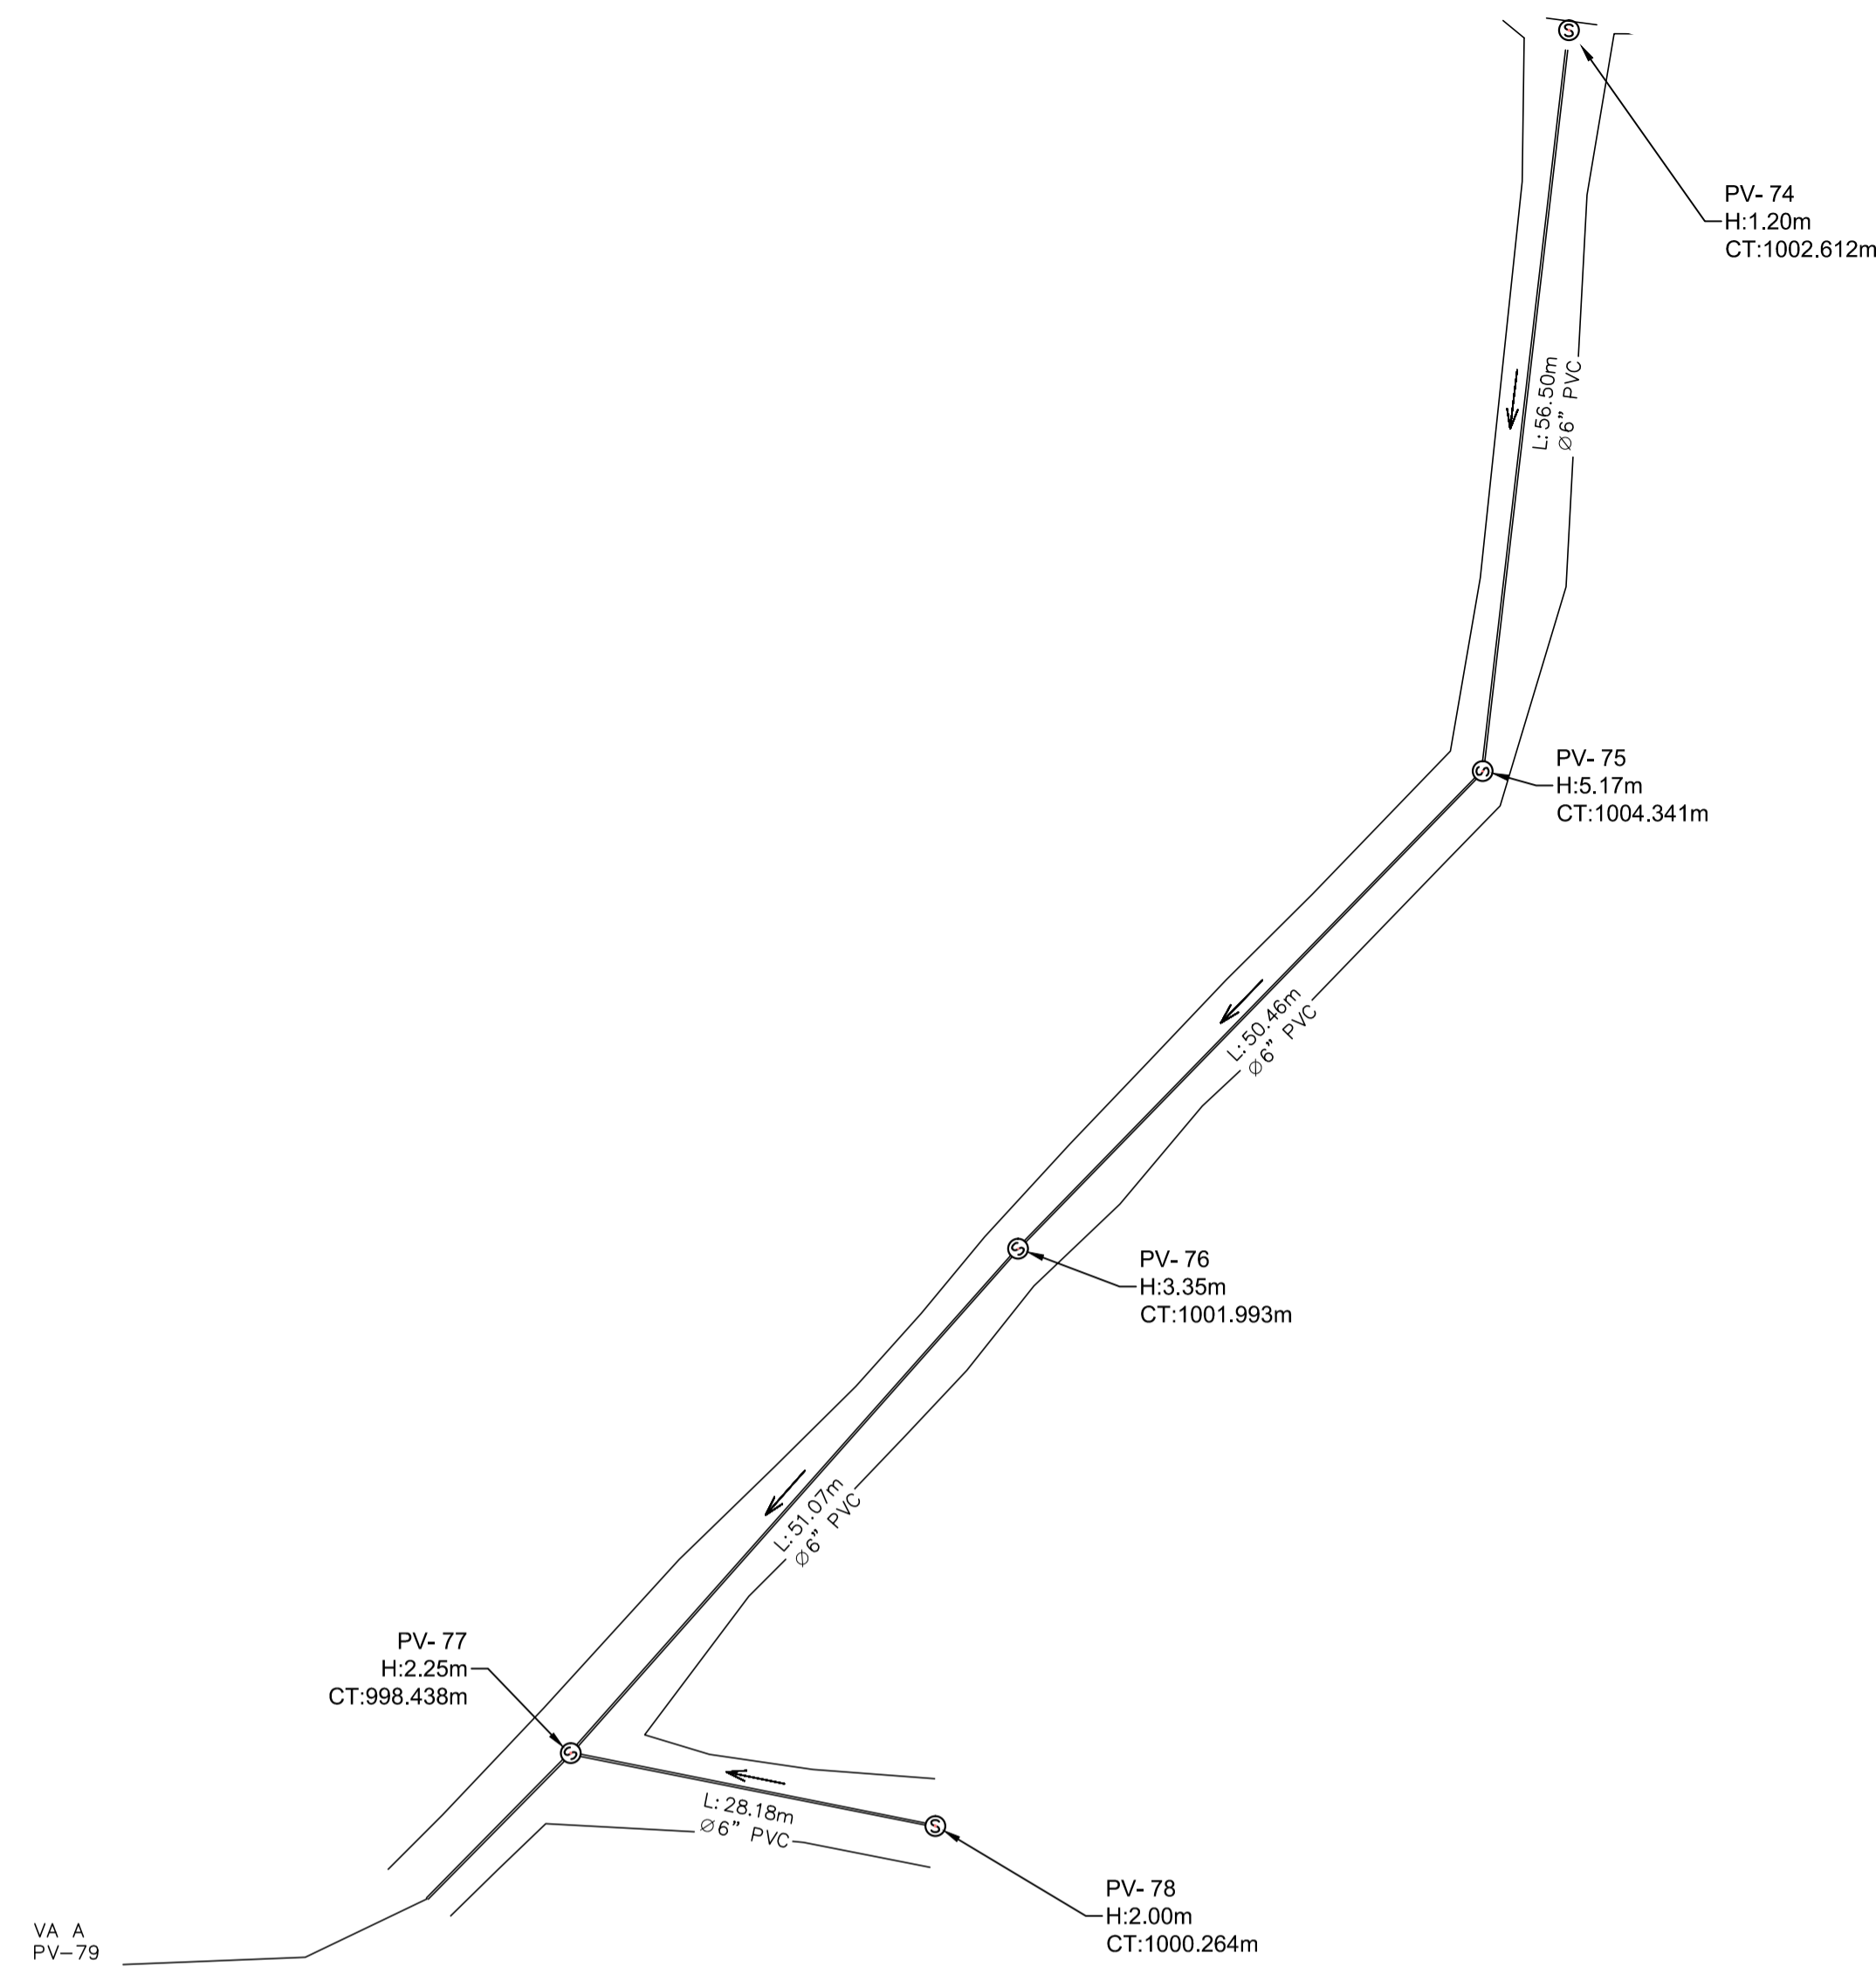 S
PV- 74
H:1.20m
CT:1002.612m
L: 56.50m
Ø6” PVC
S
PV- 75
H:5.17m
CT:1004.341m
L: 50.46m
Ø6” PVC
S
PV- 76
H:3.35m
CT:1001.993m
L: 51.07m
Ø6” PVC
PV- 77
H:2.25m
CT:998.438m
S
L: 28.18m
Ø6” PVC
S
PV- 78
H:2.00m
CT:1000.264m
VA A
PV-79